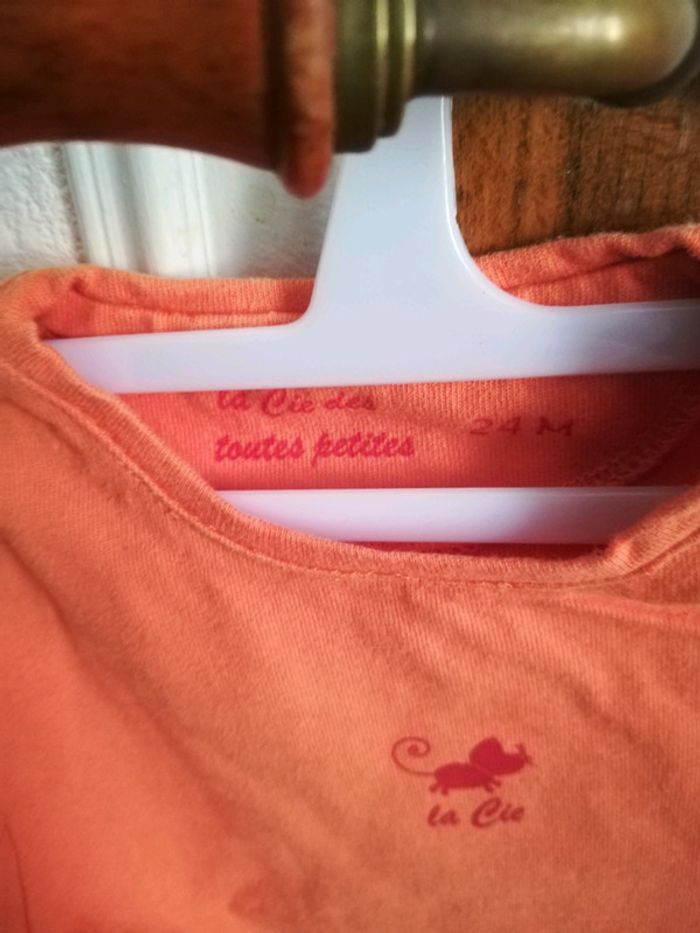 la Cie des
toutes petites
24 M
la Cie